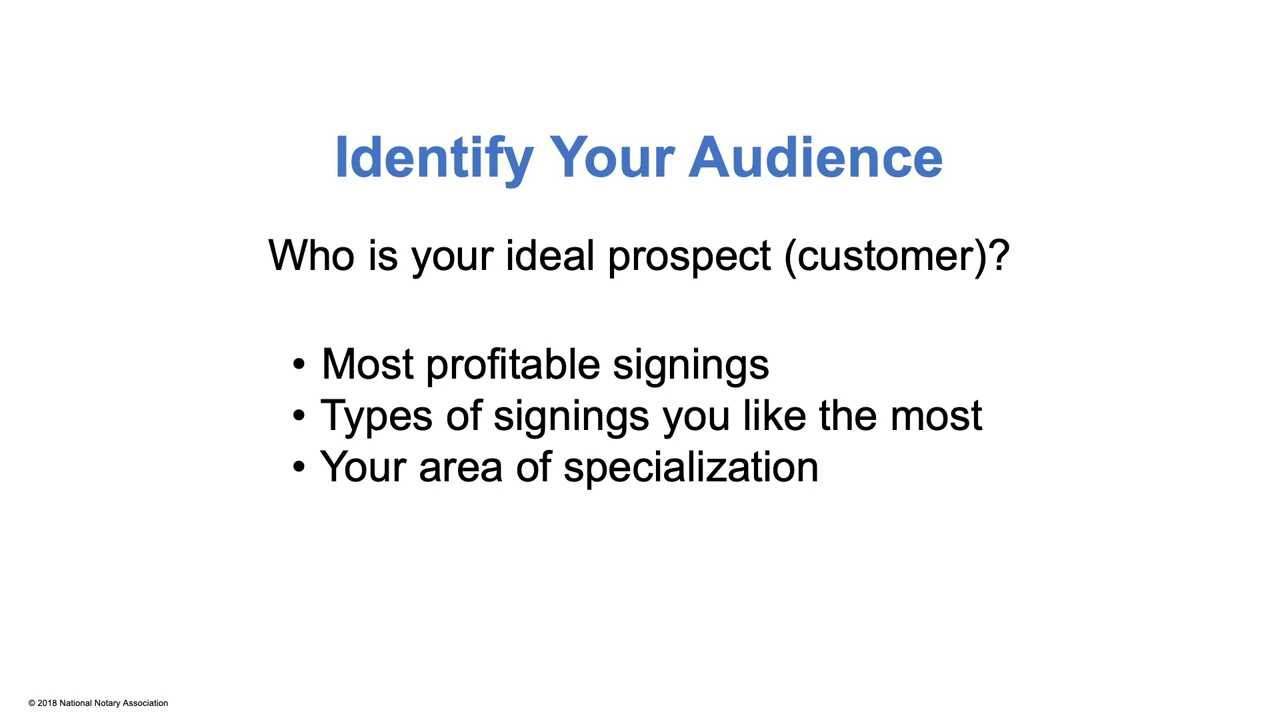 Identify Your Audience
Who is your ideal prospect (customer)?
• Most profitable signings
• Types of signings you like the most
• Your area of specialization
© 2018 National Notary Association